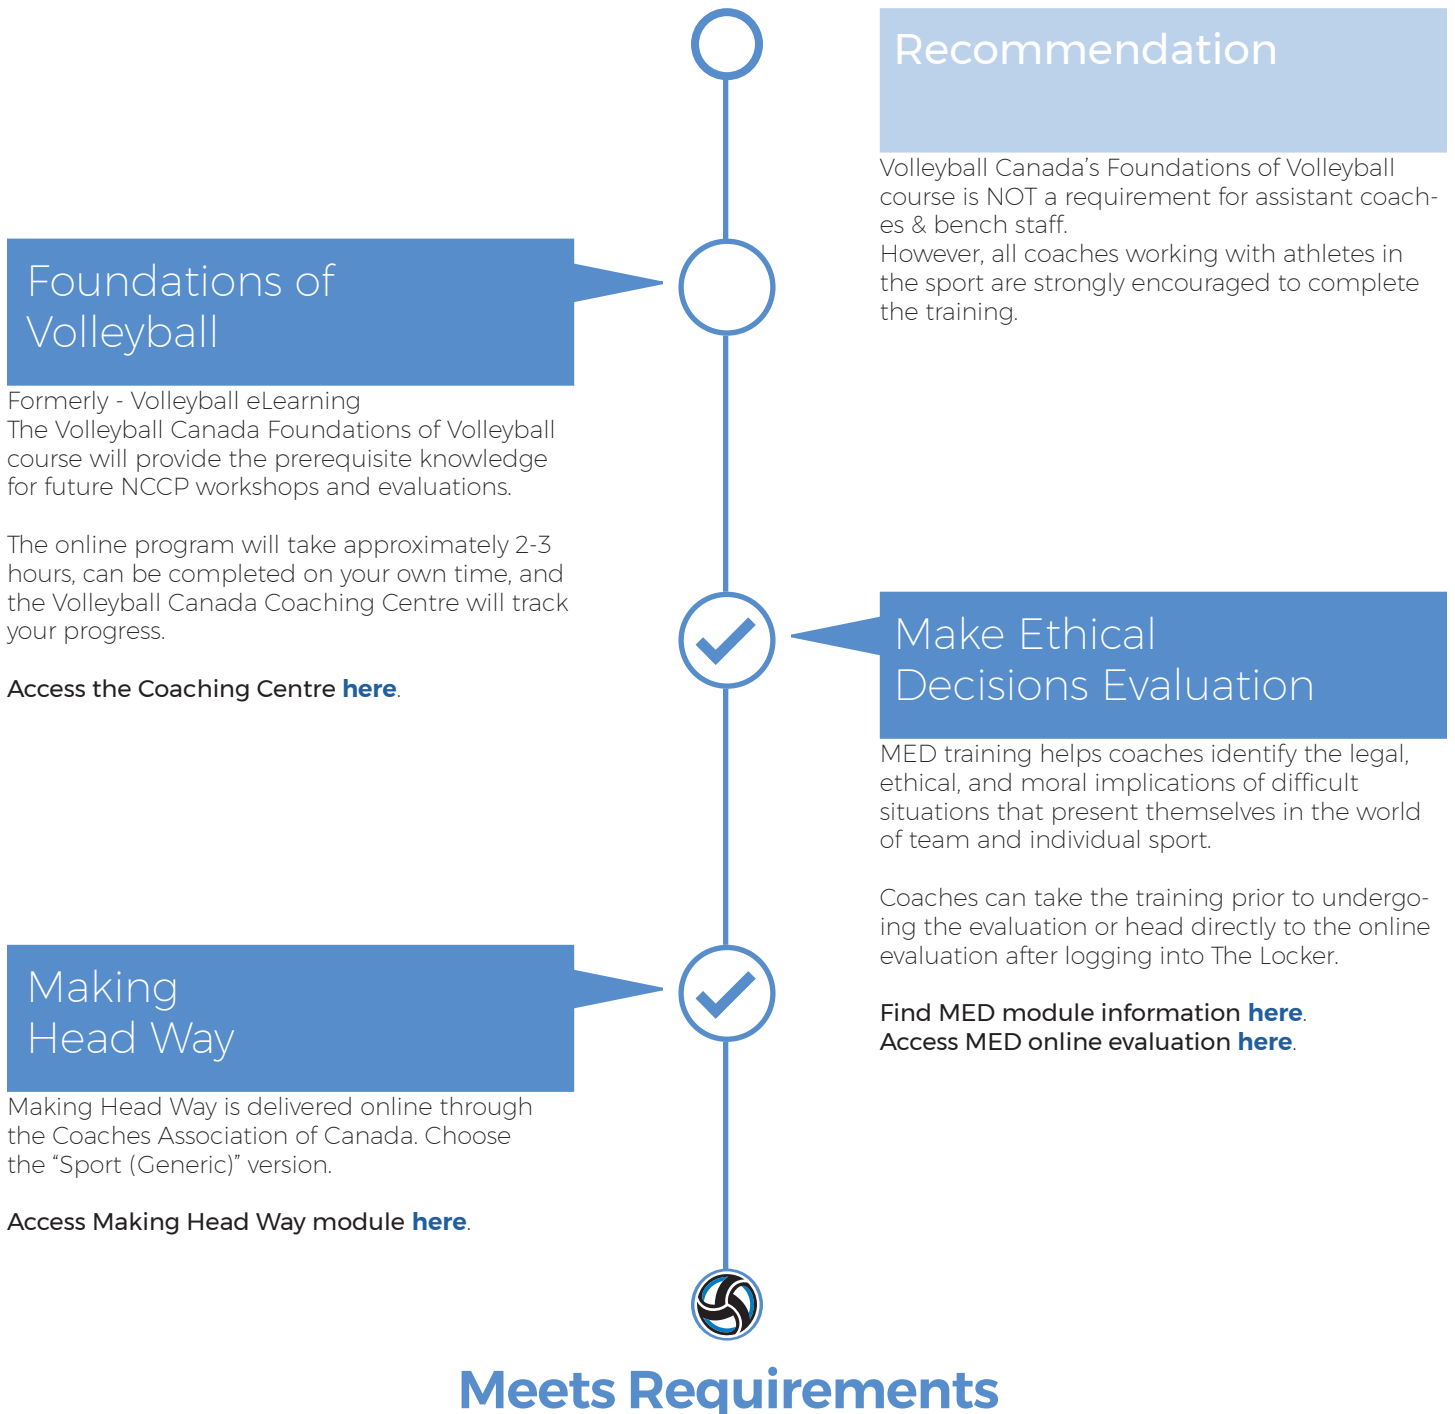 Recommendation
Volleyball Canada’s Foundations of Volleyball
course is NOT a requirement for assistant coach-
es & bench staff.
However, all coaches working with athletes in
the sport are strongly encouraged to complete
the training.
Foundations of
Volleyball
Formerly - Volleyball eLearning
The Volleyball Canada Foundations of Volleyball
course will provide the prerequisite knowledge
for future NCCP workshops and evaluations.
The online program will take approximately 2-3
hours, can be completed on your own time, and
the Volleyball Canada Coaching Centre will track
your progress.
Access the Coaching Centre here.
Make Ethical
Decisions Evaluation
MED training helps coaches identify the legal,
ethical, and moral implications of difficult
situations that present themselves in the world
of team and individual sport.
Coaches can take the training prior to undergo-
ing the evaluation or head directly to the online
evaluation after logging into The Locker.
Find MED module information here.
Access MED online evaluation here.
Making
Head Way
Making Head Way is delivered online through
the Coaches Association of Canada. Choose
the “Sport (Generic)” version.
Access Making Head Way module here.
Meets Requirements